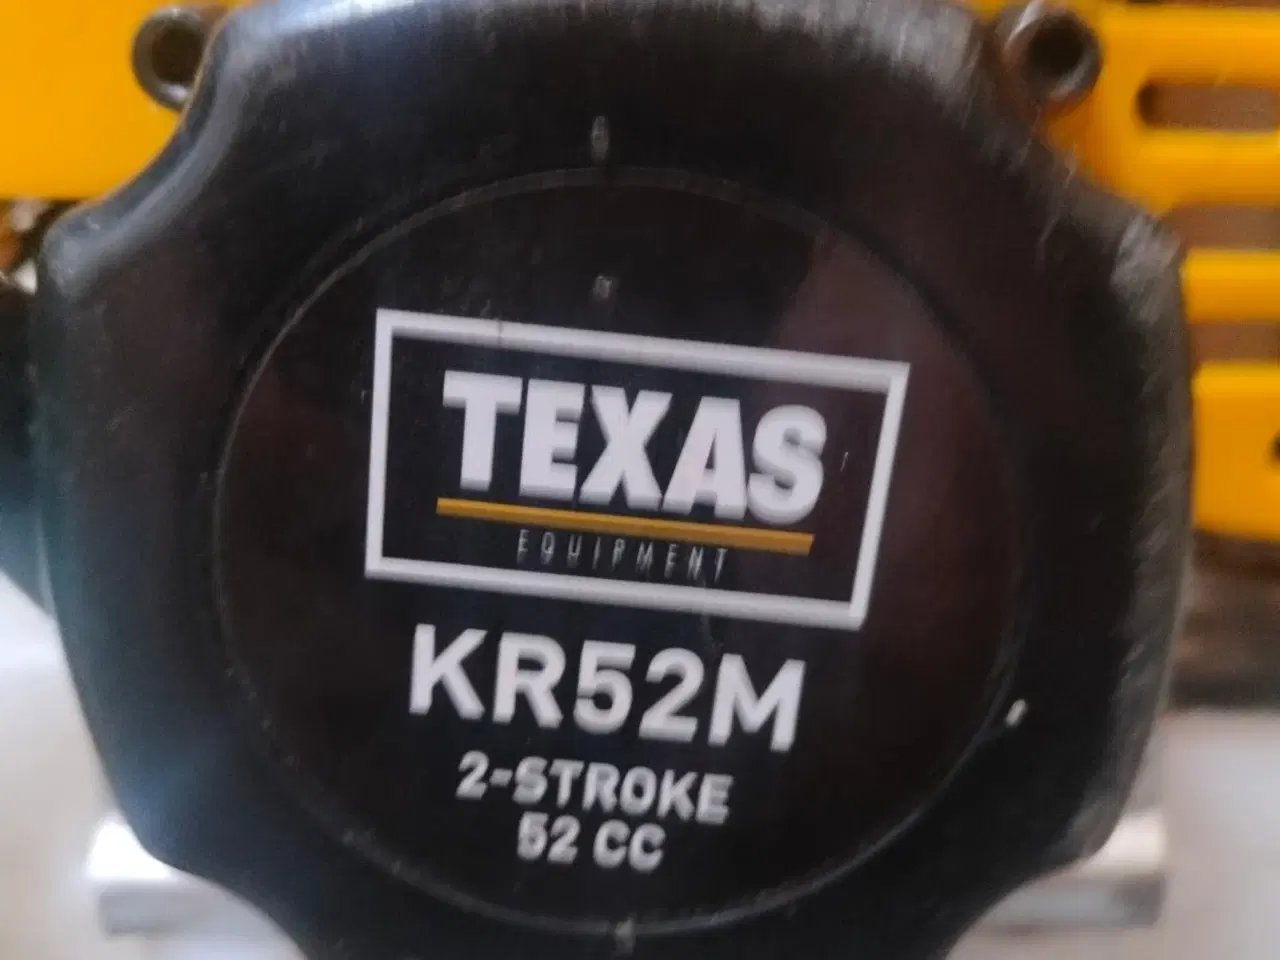 TEXAS
EQUIPMENT
KR52M
2-STROKE
52 CC